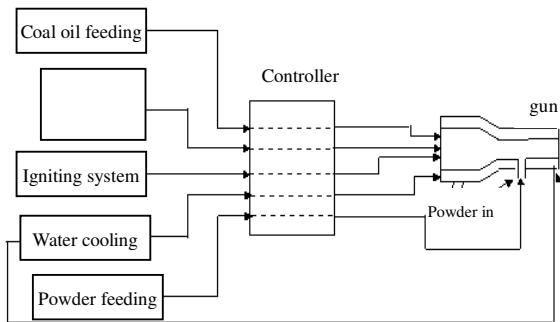 Coal oil feeding
Controller
gun
Igniting system
Powder in
Water cooling
Powder feeding